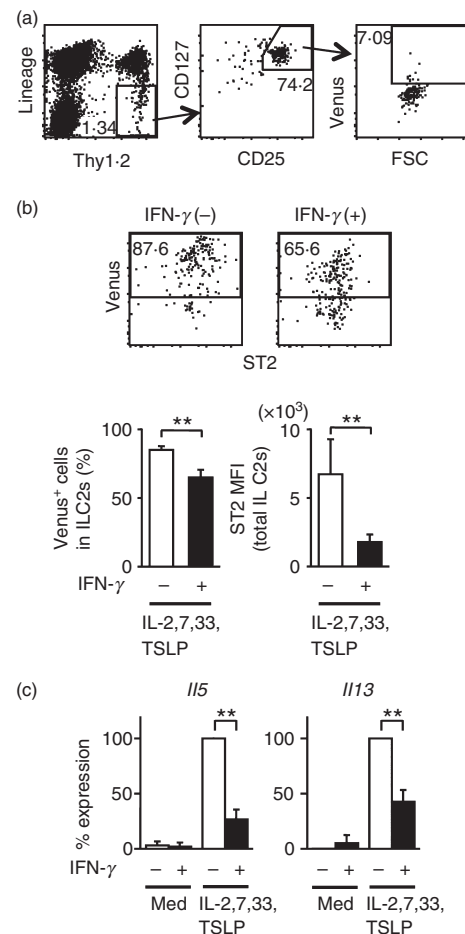 (a)
Lineage
1·34
Thy1·2
CD127
74·2
CD25
7·09
Venus
FSC
(b)
IFN-γ (–)
IFN-γ (+)
87·6
65·6
Venus
ST2
Venus+ cells
in ILC2s (%)
100
50
0
**
IFN-γ
– +
IL-2,7,33,
TSLP
(×10³)
ST2 MFI
(total IL C2s)
10
5
0
**
– +
IL-2,7,33,
TSLP
(c)
Il5
Il13
% expression
100
50
0
**
IFN-γ
– + – +
Med
IL-2,7,33,
TSLP
100
50
0
**
– + – +
Med
IL-2,7,33,
TSLP